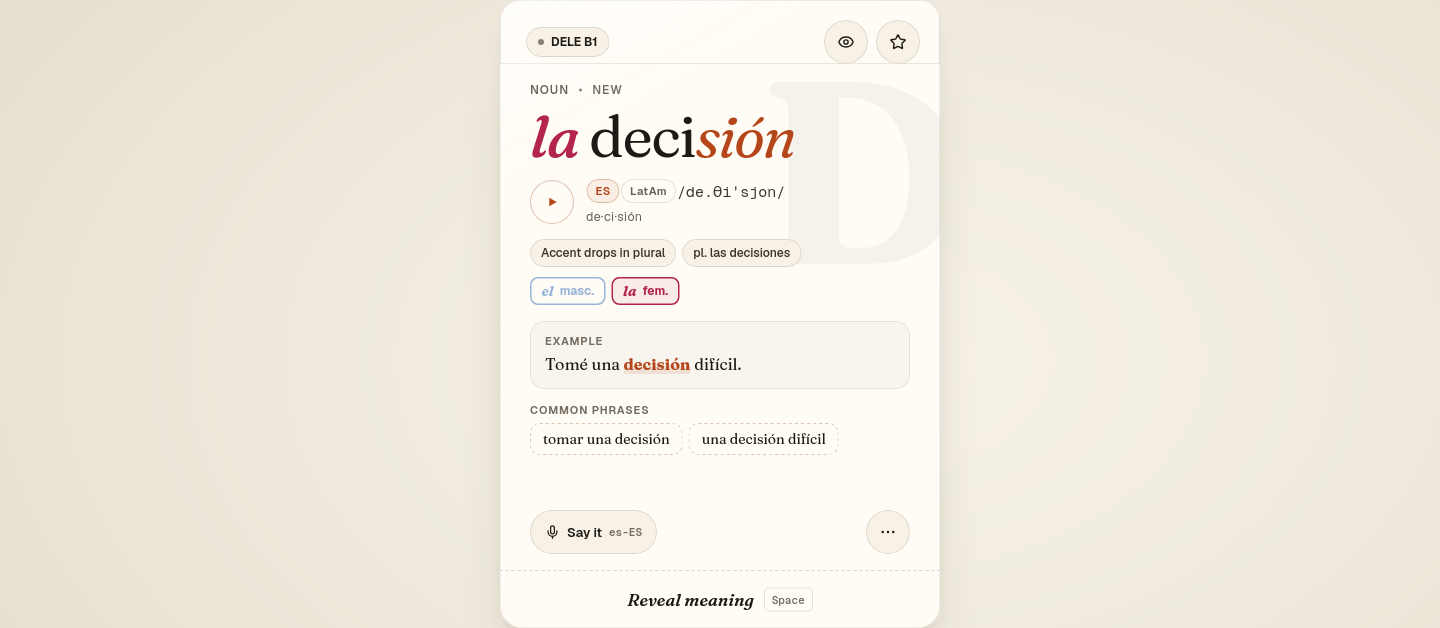 DELE B1
NOUN • NEW
la decisión
D
ES LatAm /de.θiˈsjon/
de·ci·sión
Accent drops in plural pl. las decisiones
el masc. la fem.
EXAMPLE
Tomé una decisión difícil.
COMMON PHRASES
tomar una decisión una decisión difícil
Say it es-ES
Reveal meaning Space